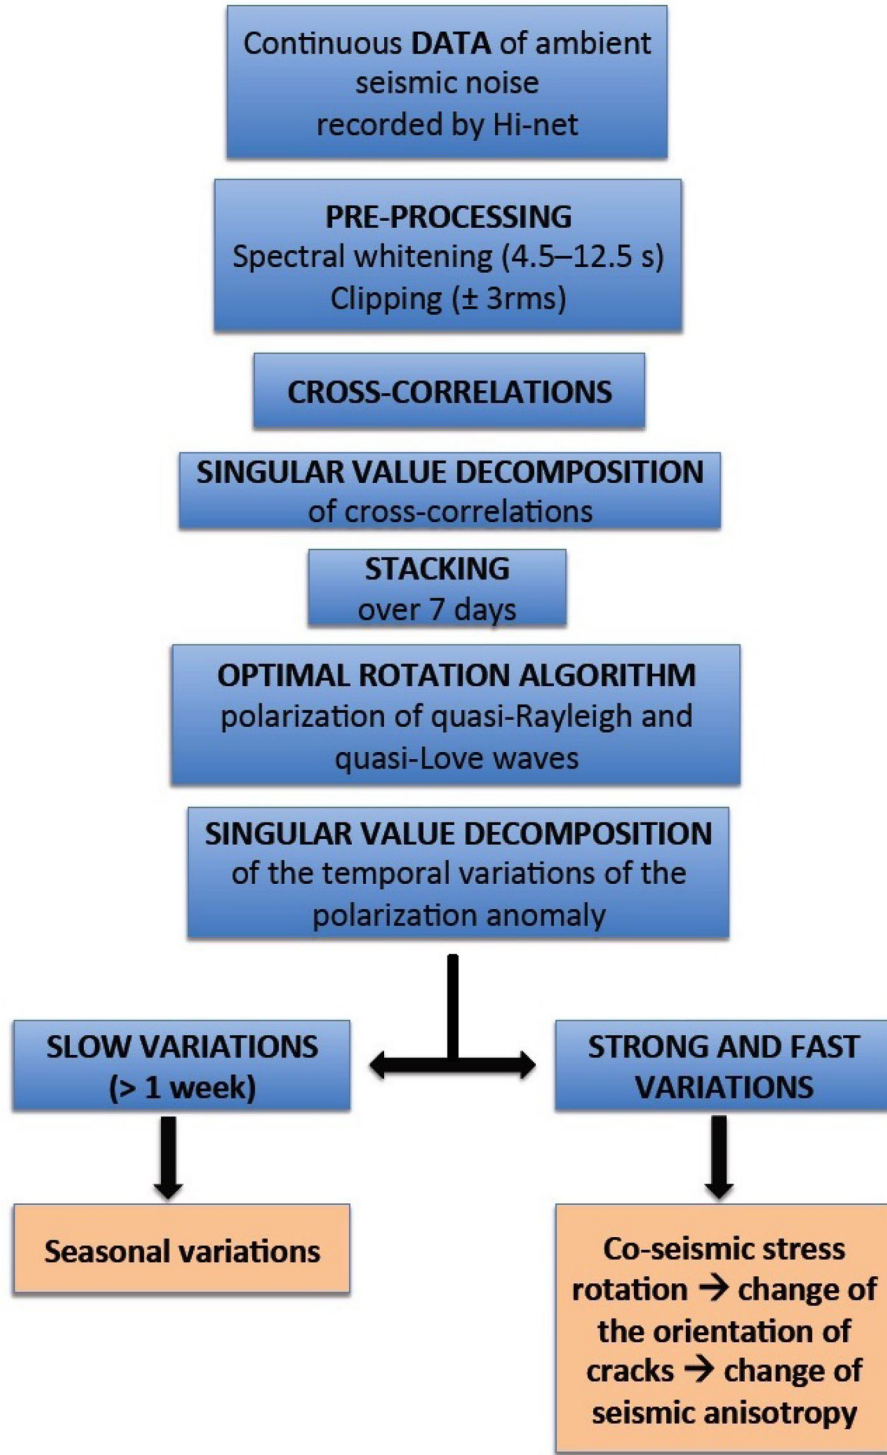 Continuous DATA of ambient
seismic noise
recorded by Hi-net
PRE-PROCESSING
Spectral whitening (4.5–12.5 s)
Clipping (± 3rms)
CROSS-CORRELATIONS
SINGULAR VALUE DECOMPOSITION
of cross-correlations
STACKING
over 7 days
OPTIMAL ROTATION ALGORITHM
polarization of quasi-Rayleigh and
quasi-Love waves
SINGULAR VALUE DECOMPOSITION
of the temporal variations of the
polarization anomaly
SLOW VARIATIONS
(> 1 week)
STRONG AND FAST
VARIATIONS
Seasonal variations
Co-seismic stress
rotation → change of
the orientation of
cracks → change of
seismic anisotropy